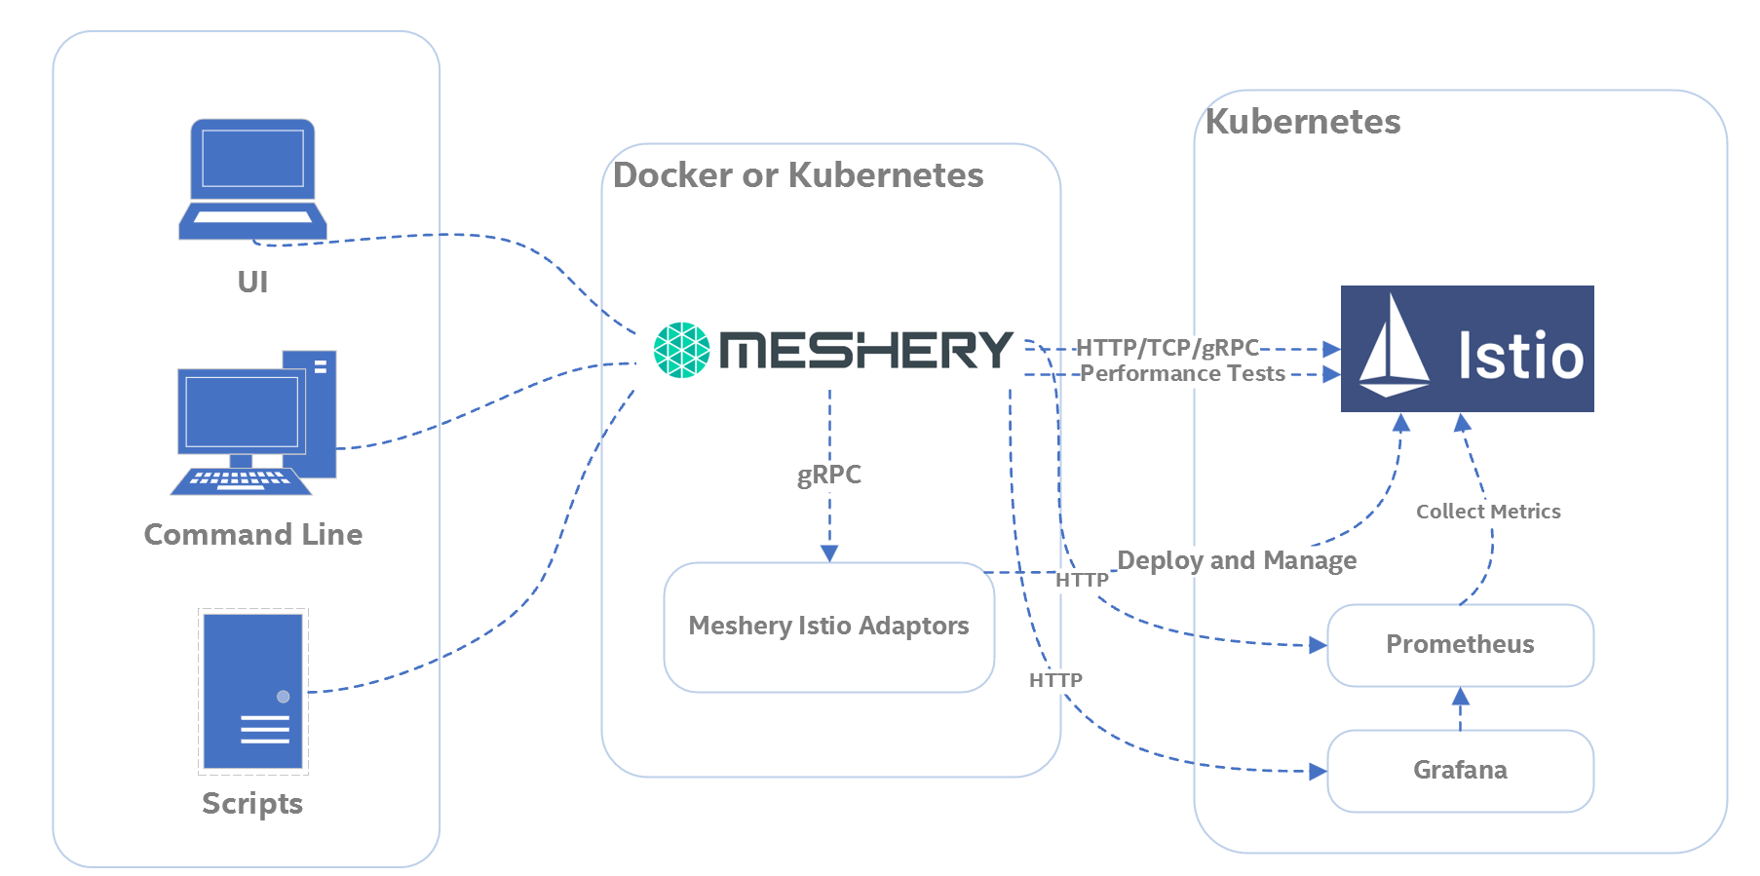 UI
Command Line
Scripts
Docker or Kubernetes
MESHERY
gRPC
Meshery Istio Adaptors
HTTP/TCP/gRPC
Performance Tests
Deploy and Manage
HTTP
HTTP
Kubernetes
Istio
Collect Metrics
Prometheus
Grafana